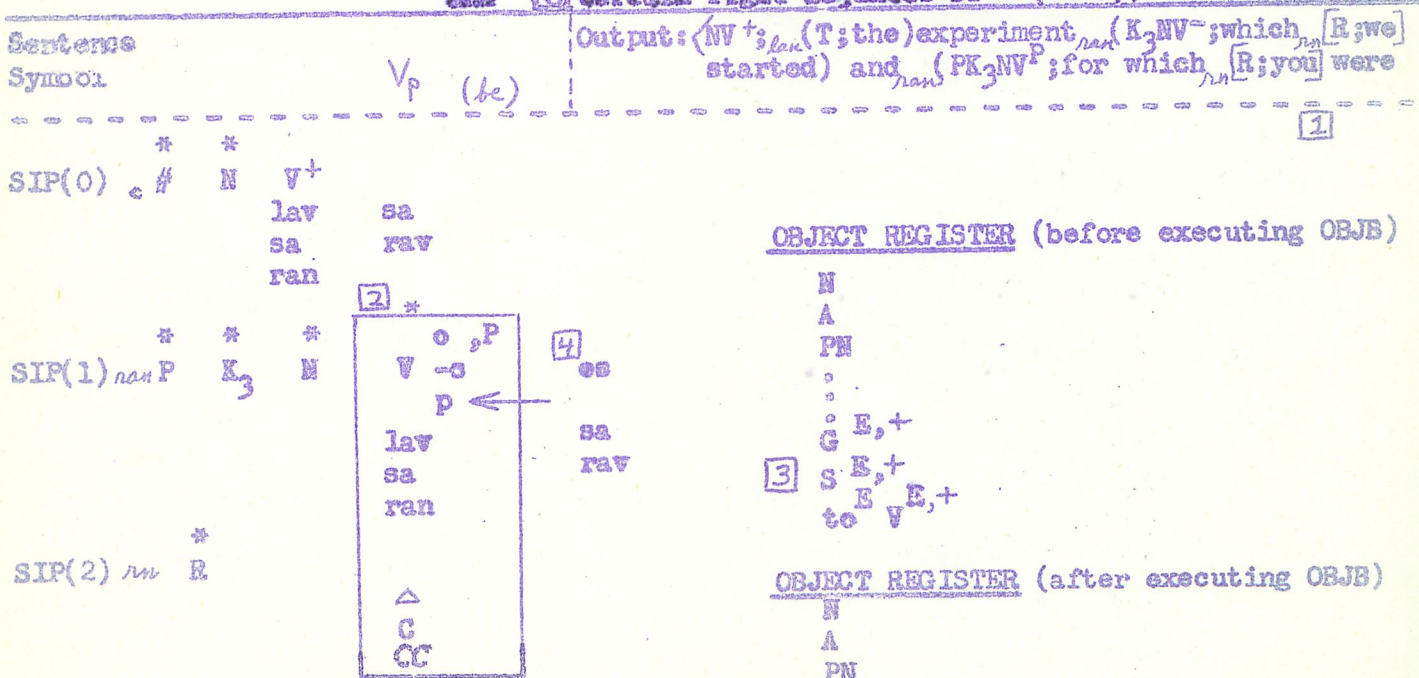 Sentence
Symbol
Vp (be)
Output:⟨NV+;lan(T;the)experiment ran(K3NV-;which rn[R;we]
started) and ran(PK3NVP;for which rn[R;you] were
1
* *
SIP(0) c # N V+
lav sa
sa rav
ran
2 *
* * * o ,P 4
SIP(1) ran P K3 N V -s es
p ←
lav sa
sa rav
ran
*
SIP(2) rn R
△
C
CC
OBJECT REGISTER (before executing OBJB)
N
A
PN
:
:
G E,+
3 S E,+
toE VE,+
OBJECT REGISTER (after executing OBJB)
N
A
PN